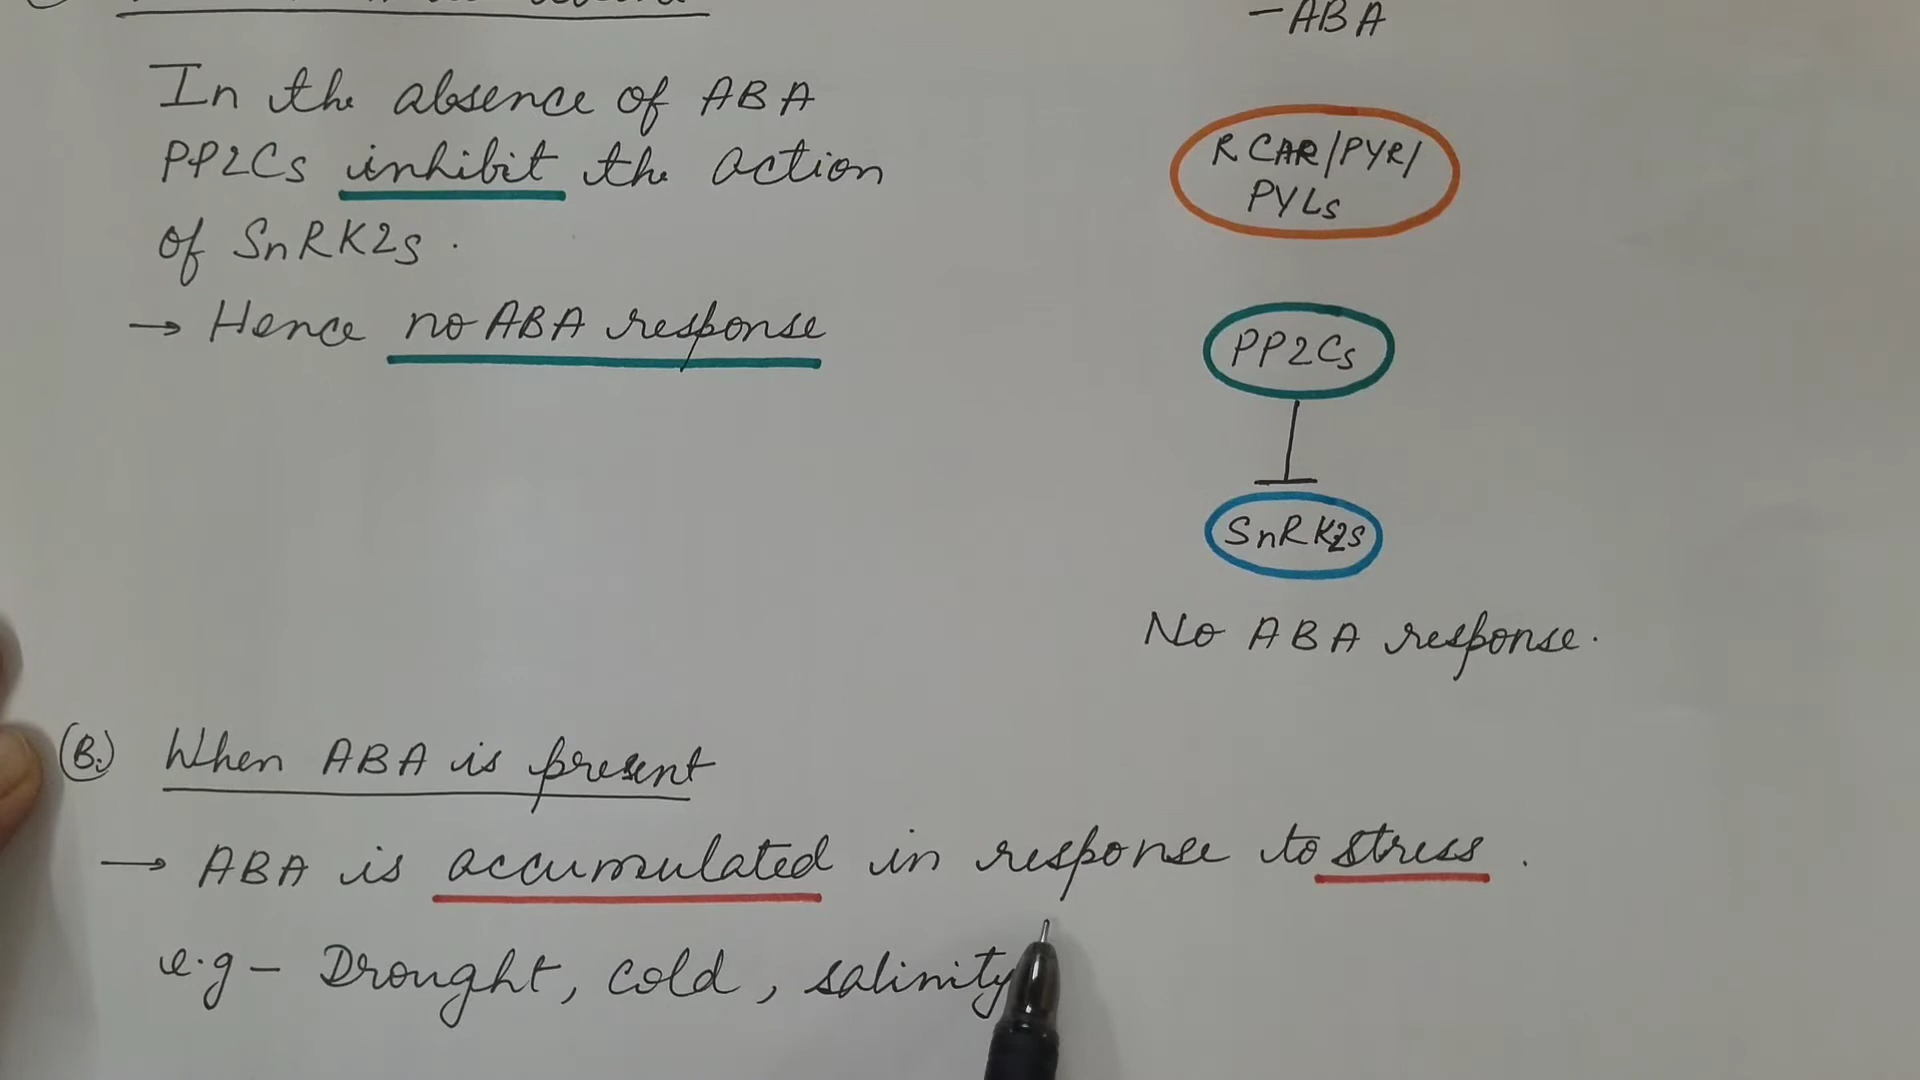 In the absence of ABA
PP2Cs inhibit the action
of SnRK2s.
→ Hence no ABA response
- ABA
RCAR/PYR/
PYLs
PP2Cs
SnRK2s
No ABA response.
(B.) When ABA is present
→ ABA is accumulated in response to stress.
e.g - Drought, cold, salinity